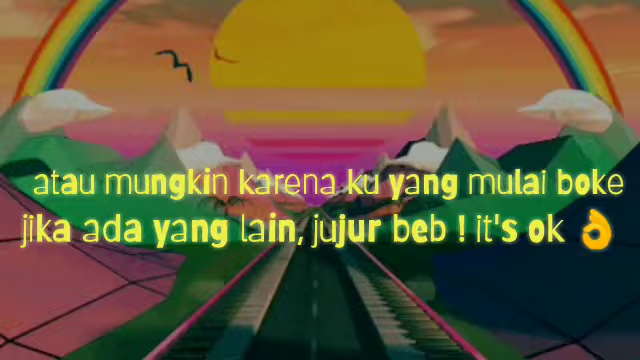 atau mungkin karena ku yang mulai boke
jika ada yang lain, jujur beb ! it's ok 👌